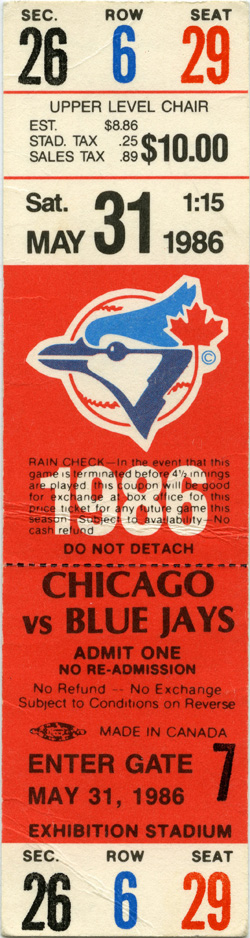 SEC. ROW SEAT
26 6 29
UPPER LEVEL CHAIR
EST. $8.86
STAD. TAX .25
SALES TAX .89 $10.00
Sat. 31 1:15
MAY 1986
©
RAIN CHECK—In the event that this
game is terminated before 4½ innings
are played this coupon will be good
for exchange at box office for this
price ticket for any future game this
season—Subject to availability—No
cash refund
1986
DO NOT DETACH
CHICAGO
vs BLUE JAYS
ADMIT ONE
NO RE-ADMISSION
No Refund -- No Exchange
Subject to Conditions on Reverse
MADE IN CANADA
ENTER GATE 7
MAY 31, 1986
EXHIBITION STADIUM
SEC. ROW SEAT
26 6 29